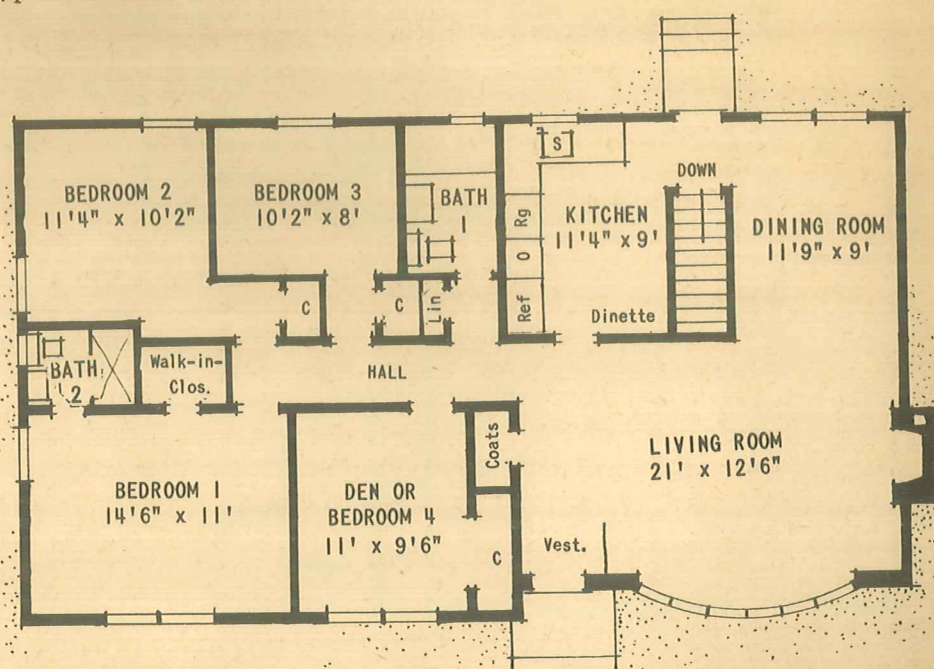 BEDROOM 2
11'4" x 10'2"
BEDROOM 3
10'2" x 8'
BATH
1
S
Rg
O
Ref
KITCHEN
11'4" x 9'
Dinette
DOWN
DINING ROOM
11'9" x 9'
C
C
Lin
BATH
2
Walk-in-
Clos.
HALL
BEDROOM 1
14'6" x 11'
DEN OR
BEDROOM 4
11' x 9'6"
Coats
C
Vest.
LIVING ROOM
21' x 12'6"